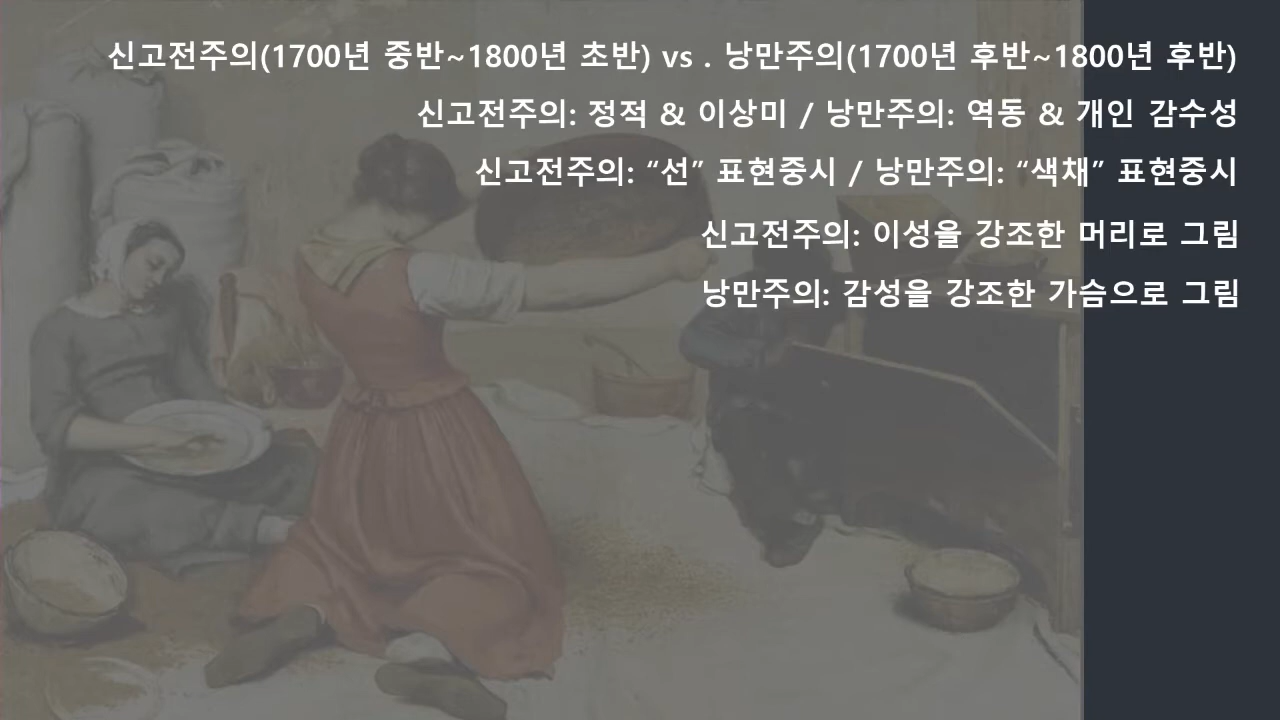 신고전주의(1700년 중반~1800년 초반) vs . 낭만주의(1700년 후반~1800년 후반)
신고전주의: 정적 & 이상미 / 낭만주의: 역동 & 개인 감수성
신고전주의: “선” 표현중시 / 낭만주의: “색채” 표현중시
신고전주의: 이성을 강조한 머리로 그림
낭만주의: 감성을 강조한 가슴으로 그림